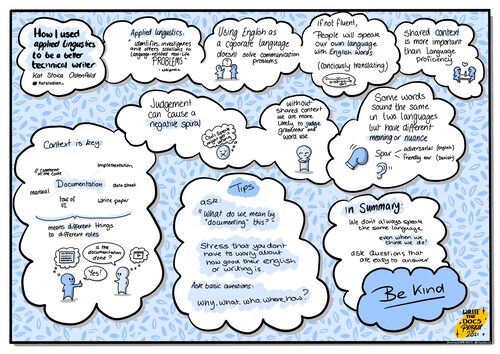 How I used
applied linguistics
to be a better
technical writer
Kat Stoica Ostenfeld
Applied linguistics:
"identifies, investigates
and offers solutions to
language-related real-life
PROBLEMS"
- Wikipedia
Using English as
a coporate language
doesn't solve communication
problems
if not fluent,
People will speak
our own language
with English words
(conciously translating)
Shared context
is more important
than Language
proficiency
Judgement
can cause a
negative spiral
Without
shared context
we are more
likely to judge
grammar and
word use
Some words
sound the same
in two languages
but have different
meaning or nuance
Spar
adversarial (English)
Friendly (Danish)
Context is key:
if comments
in the code
implementation
manual
Documentation
data sheet
text of
UI
white paper
means different things
to different roles
is the
documentation
done?
Yes!
Tips
ask:
"What do we mean by
"documenting" this?
Stress that you dont
have to worry about
how good their english
or writing is
Ask basic questions:
Why, what, who, where, how?
In Summary:
We don't always speak
the same language
even when we
think we do!
ask questions that
are easy to answer
Be Kind
WRITE
THE
DOCS
PRAGUE
2021